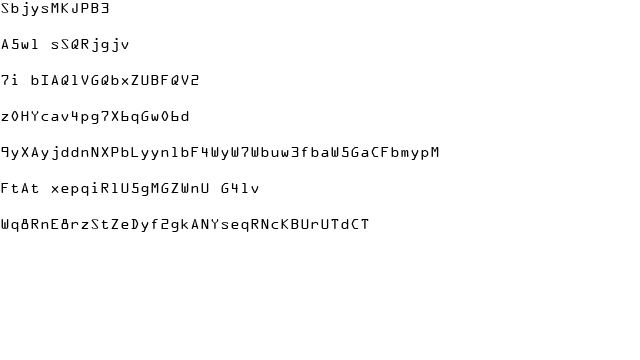 SbjysMKJPB3
A5wl sSQRjgjv
7i bIAQlVGQbxZUBFQV2
z0HYcav4pg7X6qGw06d
9yXAyjddnNXPbLyynlbF4WyW7Wbuw3fbaW5GaCFbmypM
FtAt xepqiRlU5gMGZWnU G4lv
Wq8RnE8rzStZeDyf2gkANYseqRNcKBUrUTdCT